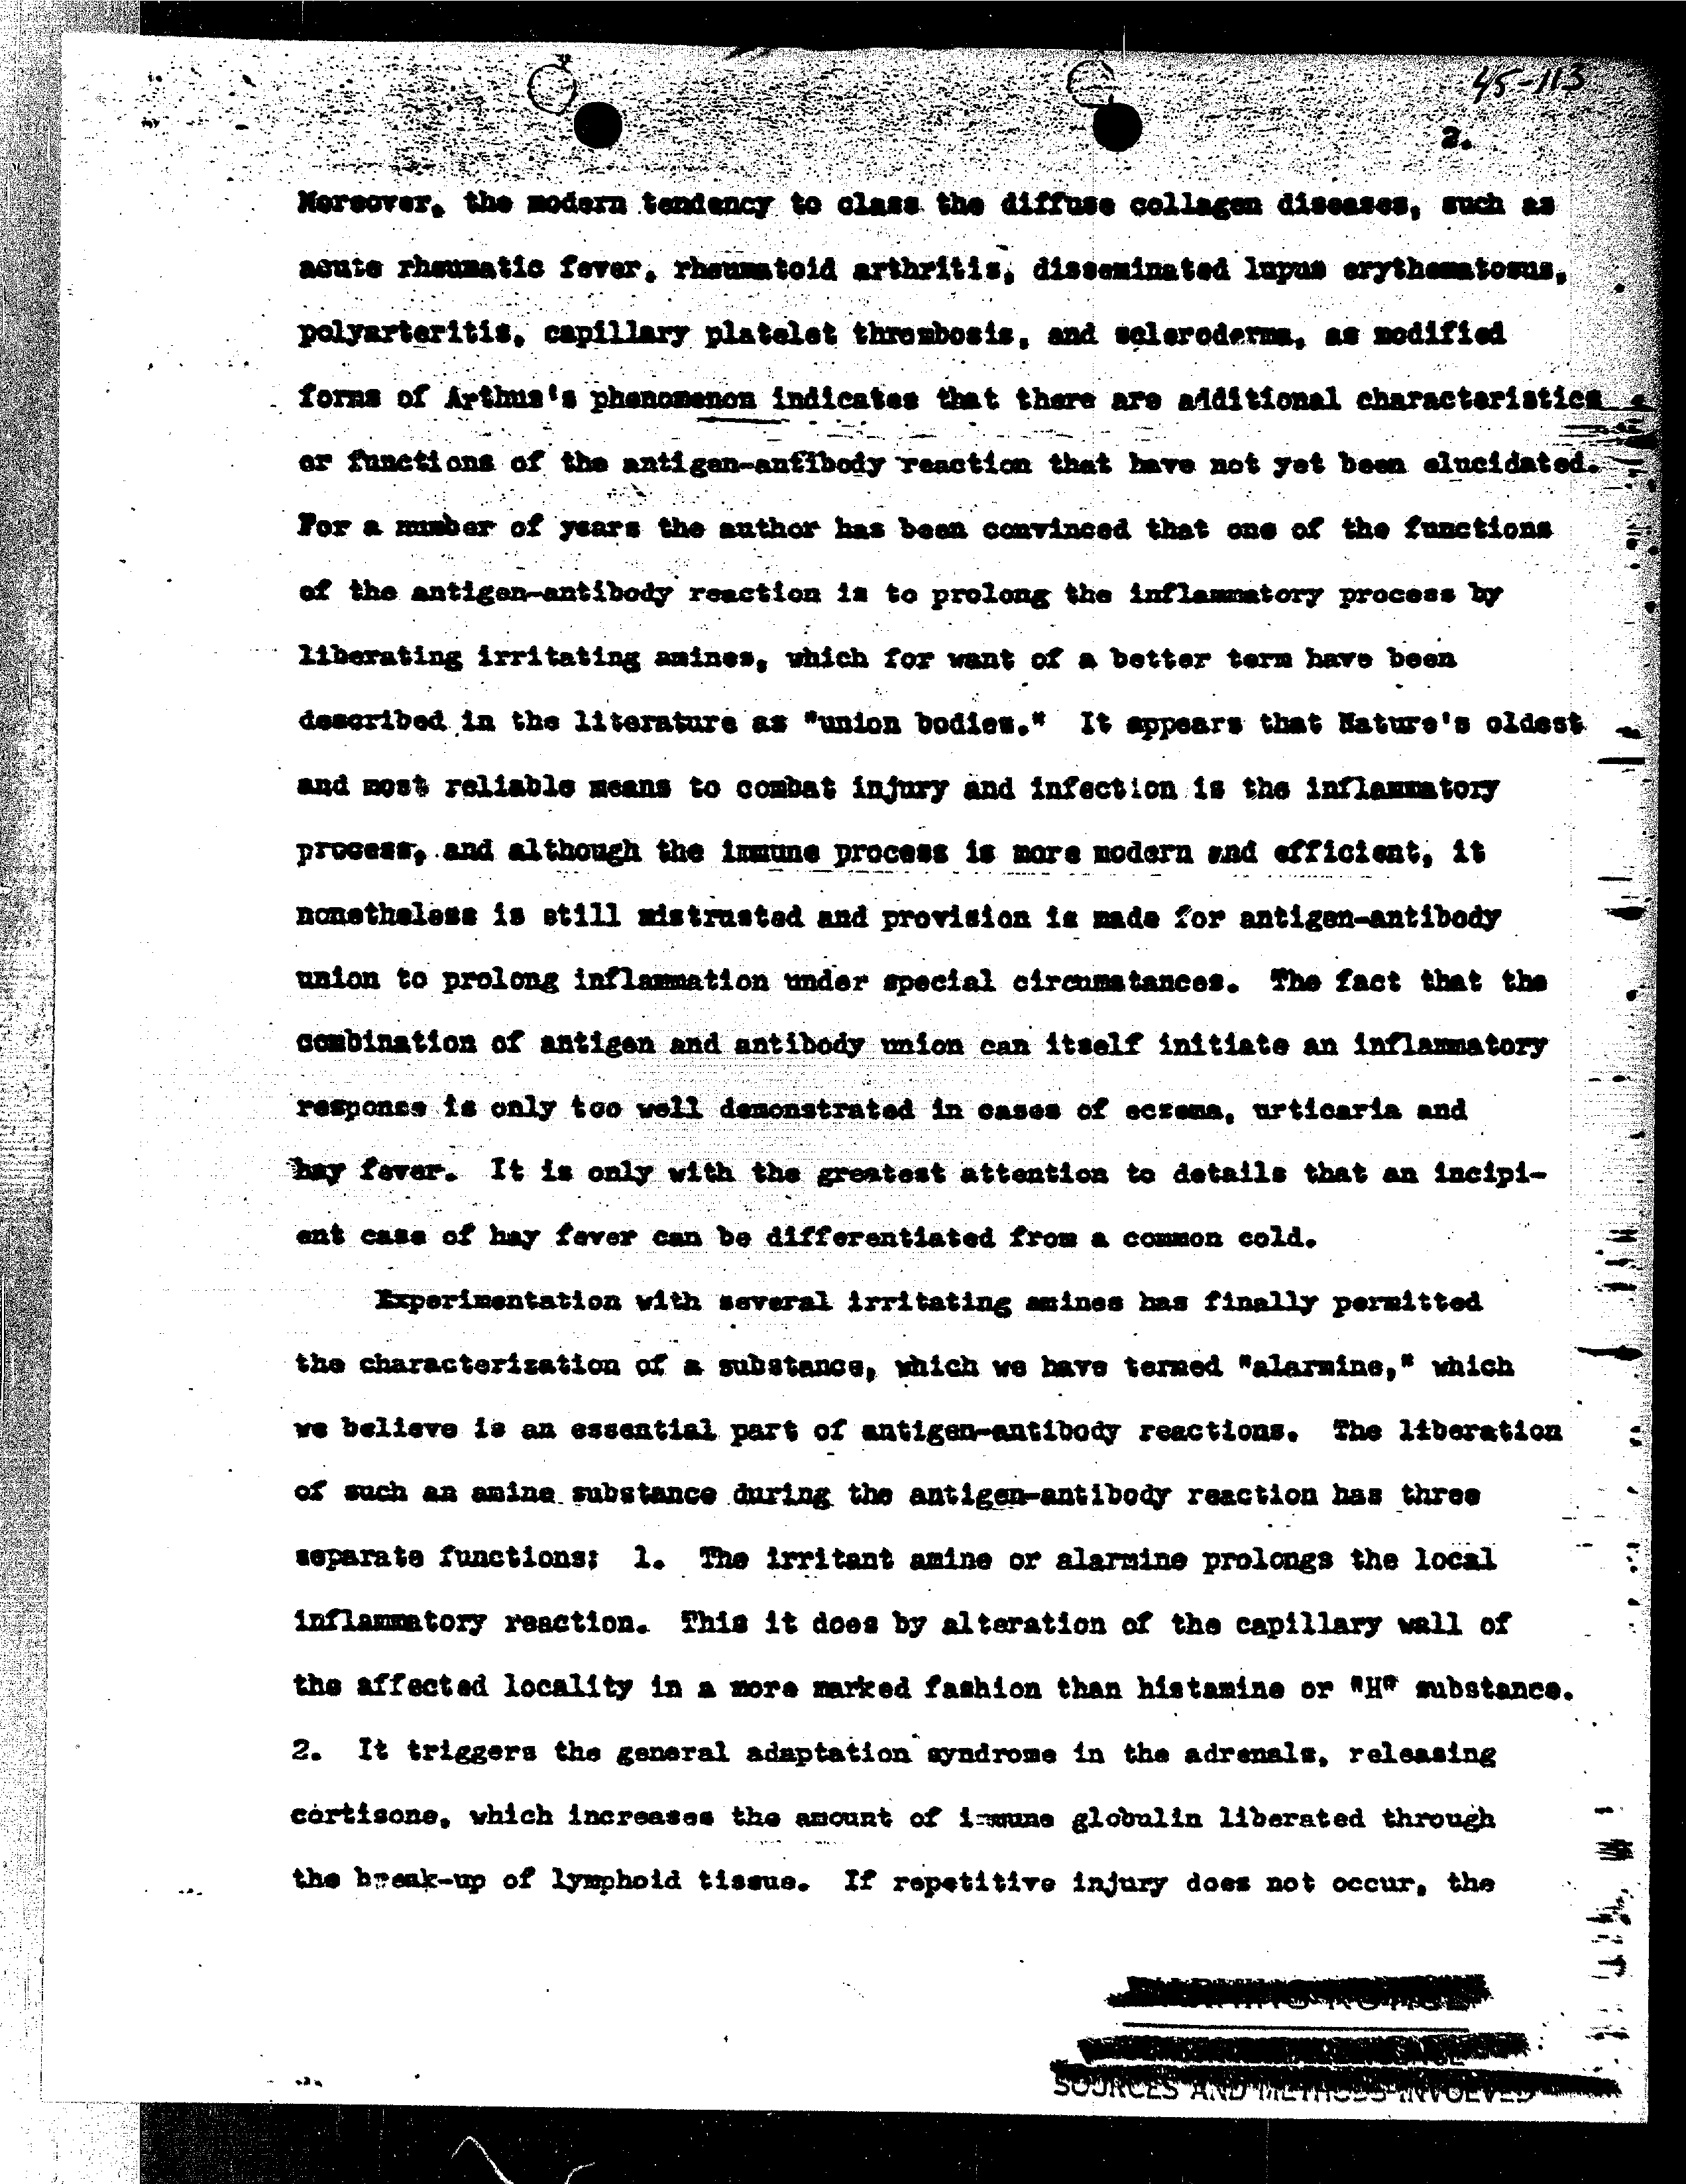 45-113
2.
Moreover, the modern tendency to class the diffuse collagen diseases, such as
acute rheumatic fever, rheumatoid arthritis, disseminated lupus erythematosus,
polyarteritis, capillary platelet thrombosis, and scleroderma, as modified
forms of Arthus's phenomenon indicates that there are additional characteristics
or functions of the antigen-antibody reaction that have not yet been elucidated.
For a number of years the author has been convinced that one of the functions
of the antigen-antibody reaction is to prolong the inflammatory process by
liberating irritating amines, which for want of a better term have been
described in the literature as "union bodies." It appears that Nature's oldest
and most reliable means to combat injury and infection is the inflammatory
process, and although the immune process is more modern and efficient, it
nonetheless is still mistrusted and provision is made for antigen-antibody
union to prolong inflammation under special circumstances. The fact that the
combination of antigen and antibody union can itself initiate an inflammatory
response is only too well demonstrated in cases of eczema, urticaria and
hay fever. It is only with the greatest attention to details that an incipi-
ent case of hay fever can be differentiated from a common cold.
Experimentation with several irritating amines has finally permitted
the characterization of a substance, which we have termed "alarmine," which
we believe is an essential part of antigen-antibody reactions. The liberation
of such an amine substance during the antigen-antibody reaction has three
separate functions: 1. The irritant amine or alarmine prolongs the local
inflammatory reaction. This it does by alteration of the capillary wall of
the affected locality in a more marked fashion than histamine or "H" substance.
2. It triggers the general adaptation syndrome in the adrenals, releasing
cortisone, which increases the amount of immune globulin liberated through
the break-up of lymphoid tissue. If repetitive injury does not occur, the
SOURCES AND METHODS INVOLVED